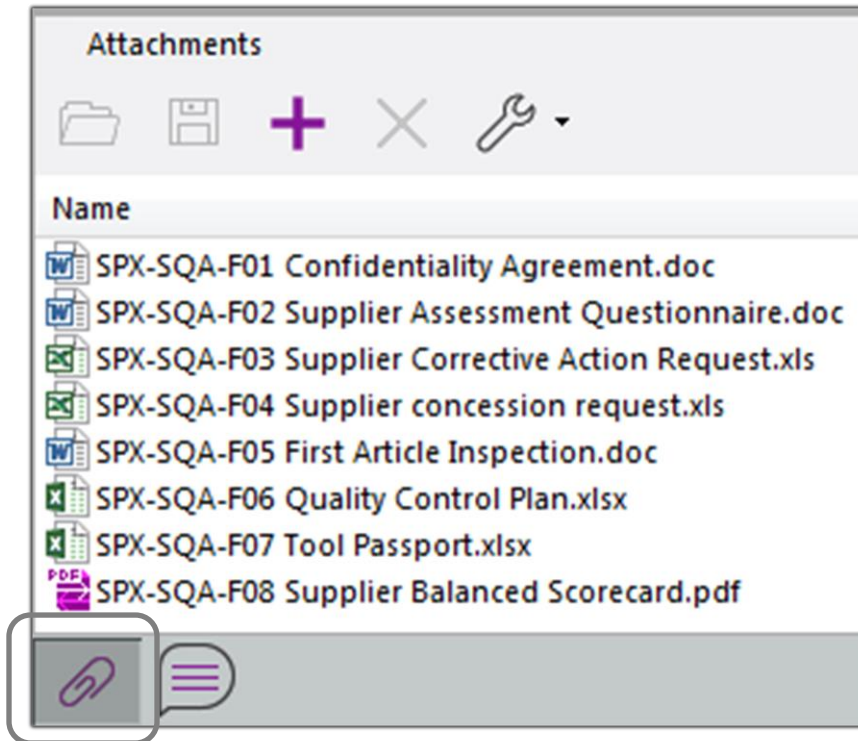 Attachments
Name
SPX-SQA-F01 Confidentiality Agreement.doc
SPX-SQA-F02 Supplier Assessment Questionnaire.doc
SPX-SQA-F03 Supplier Corrective Action Request.xls
SPX-SQA-F04 Supplier concession request.xls
SPX-SQA-F05 First Article Inspection.doc
SPX-SQA-F06 Quality Control Plan.xlsx
SPX-SQA-F07 Tool Passport.xlsx
PDF SPX-SQA-F08 Supplier Balanced Scorecard.pdf